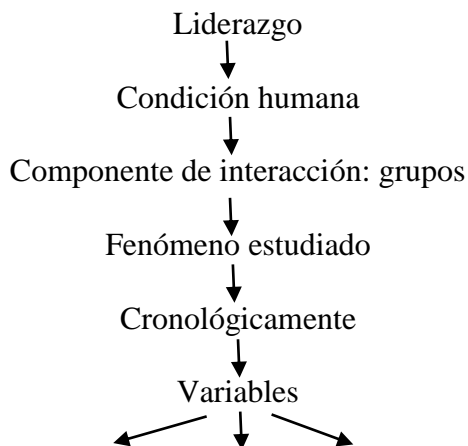 Liderazgo
Condición humana
Componente de interacción: grupos
Fenómeno estudiado
Cronológicamente
Variables